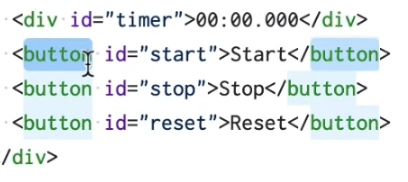 <div id="timer">00:00.000</div>
<button id="start">Start</button>
<button id="stop">Stop</button>
<button id="reset">Reset</button>
/div>